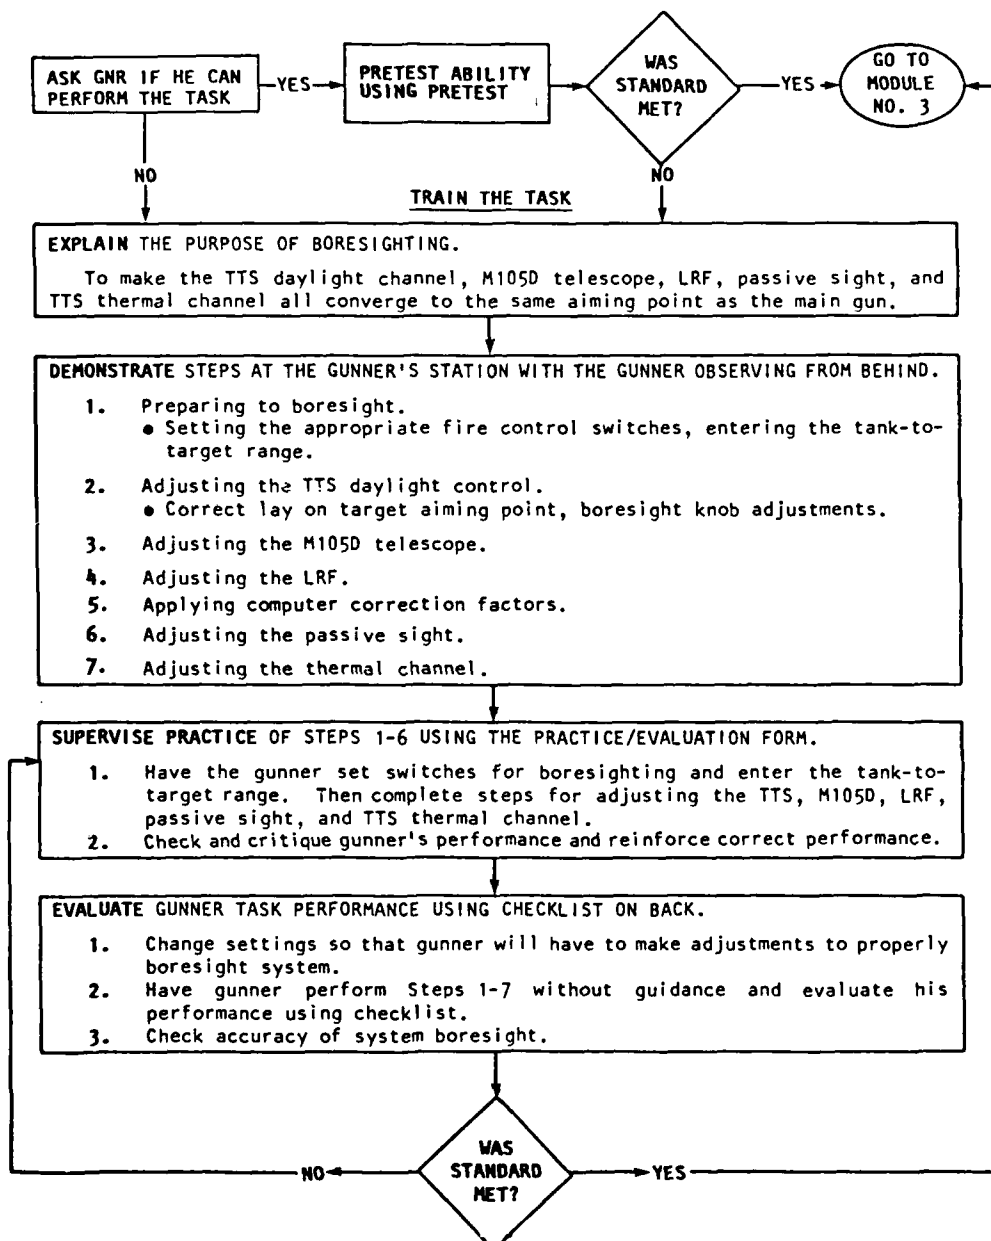 ASK GNR IF HE CAN
PERFORM THE TASK
YES
PRETEST ABILITY
USING PRETEST
WAS
STANDARD
MET?
YES
GO TO
MODULE
NO. 3
NO
NO
TRAIN THE TASK
EXPLAIN THE PURPOSE OF BORESIGHTING.
To make the TTS daylight channel, M105D telescope, LRF, passive sight, and
TTS thermal channel all converge to the same aiming point as the main gun.
DEMONSTRATE STEPS AT THE GUNNER'S STATION WITH THE GUNNER OBSERVING FROM BEHIND.
1. Preparing to boresight.
● Setting the appropriate fire control switches, entering the tank-to-
target range.
2. Adjusting the TTS daylight control.
● Correct lay on target aiming point, boresight knob adjustments.
3. Adjusting the M105D telescope.
4. Adjusting the LRF.
5. Applying computer correction factors.
6. Adjusting the passive sight.
7. Adjusting the thermal channel.
SUPERVISE PRACTICE OF STEPS 1-6 USING THE PRACTICE/EVALUATION FORM.
1. Have the gunner set switches for boresighting and enter the tank-to-
target range. Then complete steps for adjusting the TTS, M105D, LRF,
passive sight, and TTS thermal channel.
2. Check and critique gunner's performance and reinforce correct performance.
EVALUATE GUNNER TASK PERFORMANCE USING CHECKLIST ON BACK.
1. Change settings so that gunner will have to make adjustments to properly
boresight system.
2. Have gunner perform Steps 1-7 without guidance and evaluate his
performance using checklist.
3. Check accuracy of system boresight.
WAS
STANDARD
MET?
NO
YES